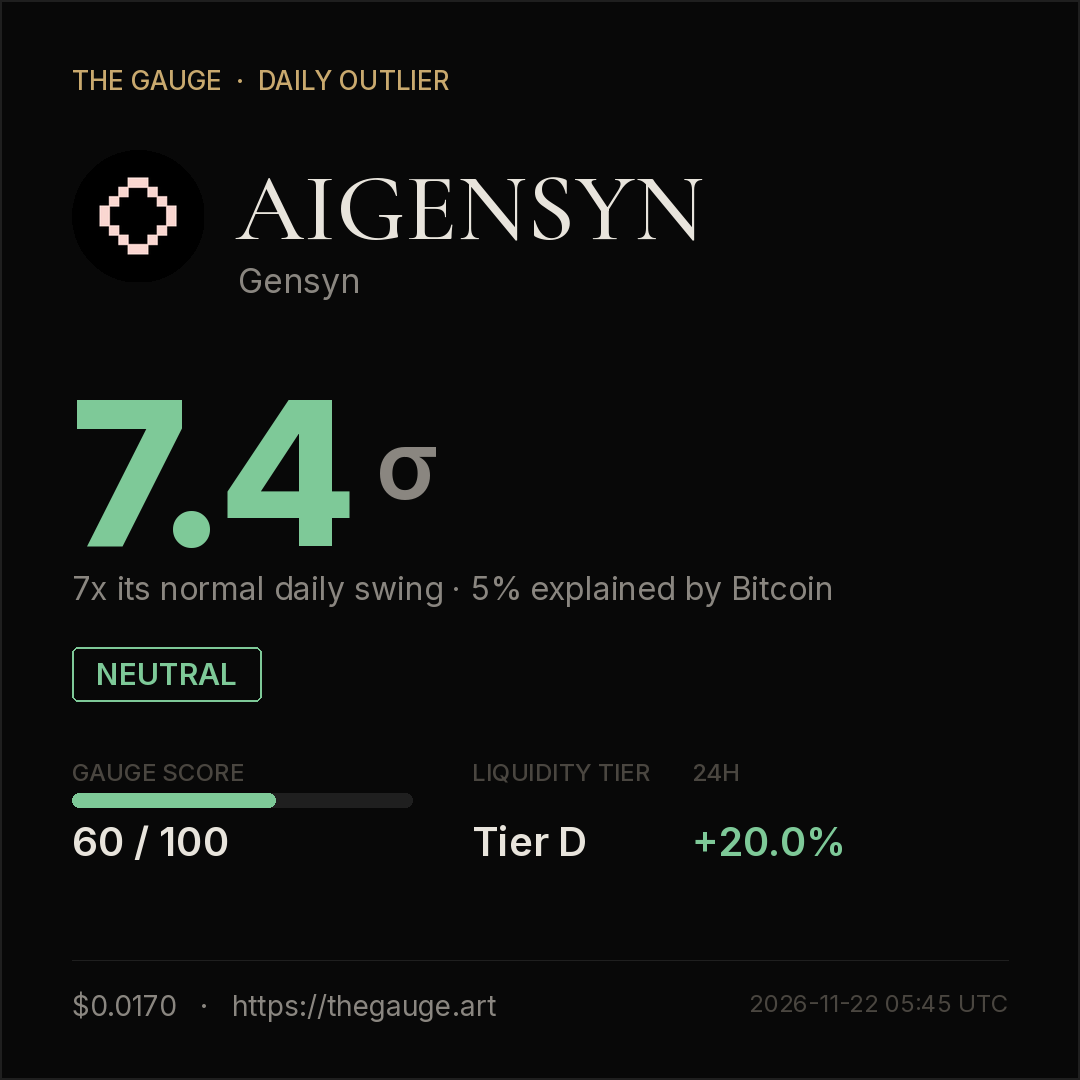 THE GAUGE · DAILY OUTLIER
AIGENSYN
Gensyn
7.4 σ
7x its normal daily swing · 5% explained by Bitcoin
NEUTRAL
GAUGE SCORE LIQUIDITY TIER 24H
60 / 100 Tier D +20.0%
$0.0170 · https://thegauge.art 2026-11-22 05:45 UTC